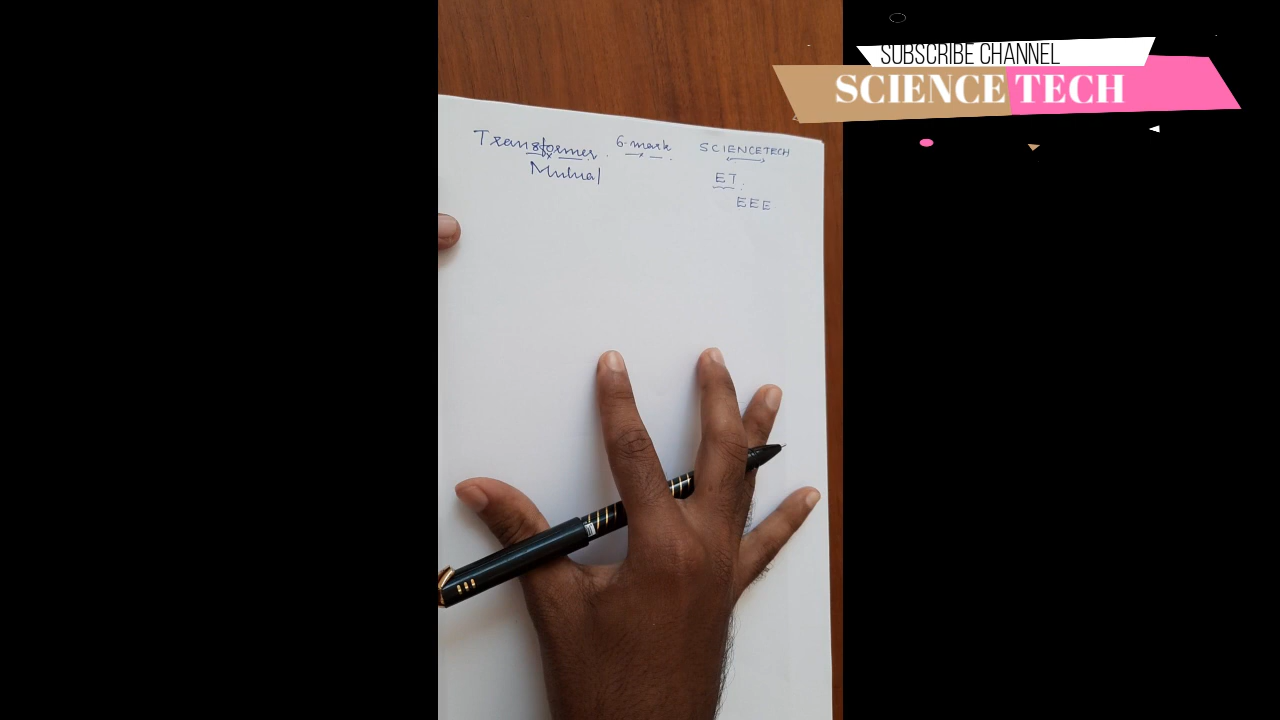 SUBSCRIBE CHANNEL
SCIENCE TECH
Transformer. 6-mark.
Mutual
SCIENCETECH
ET:
EEE